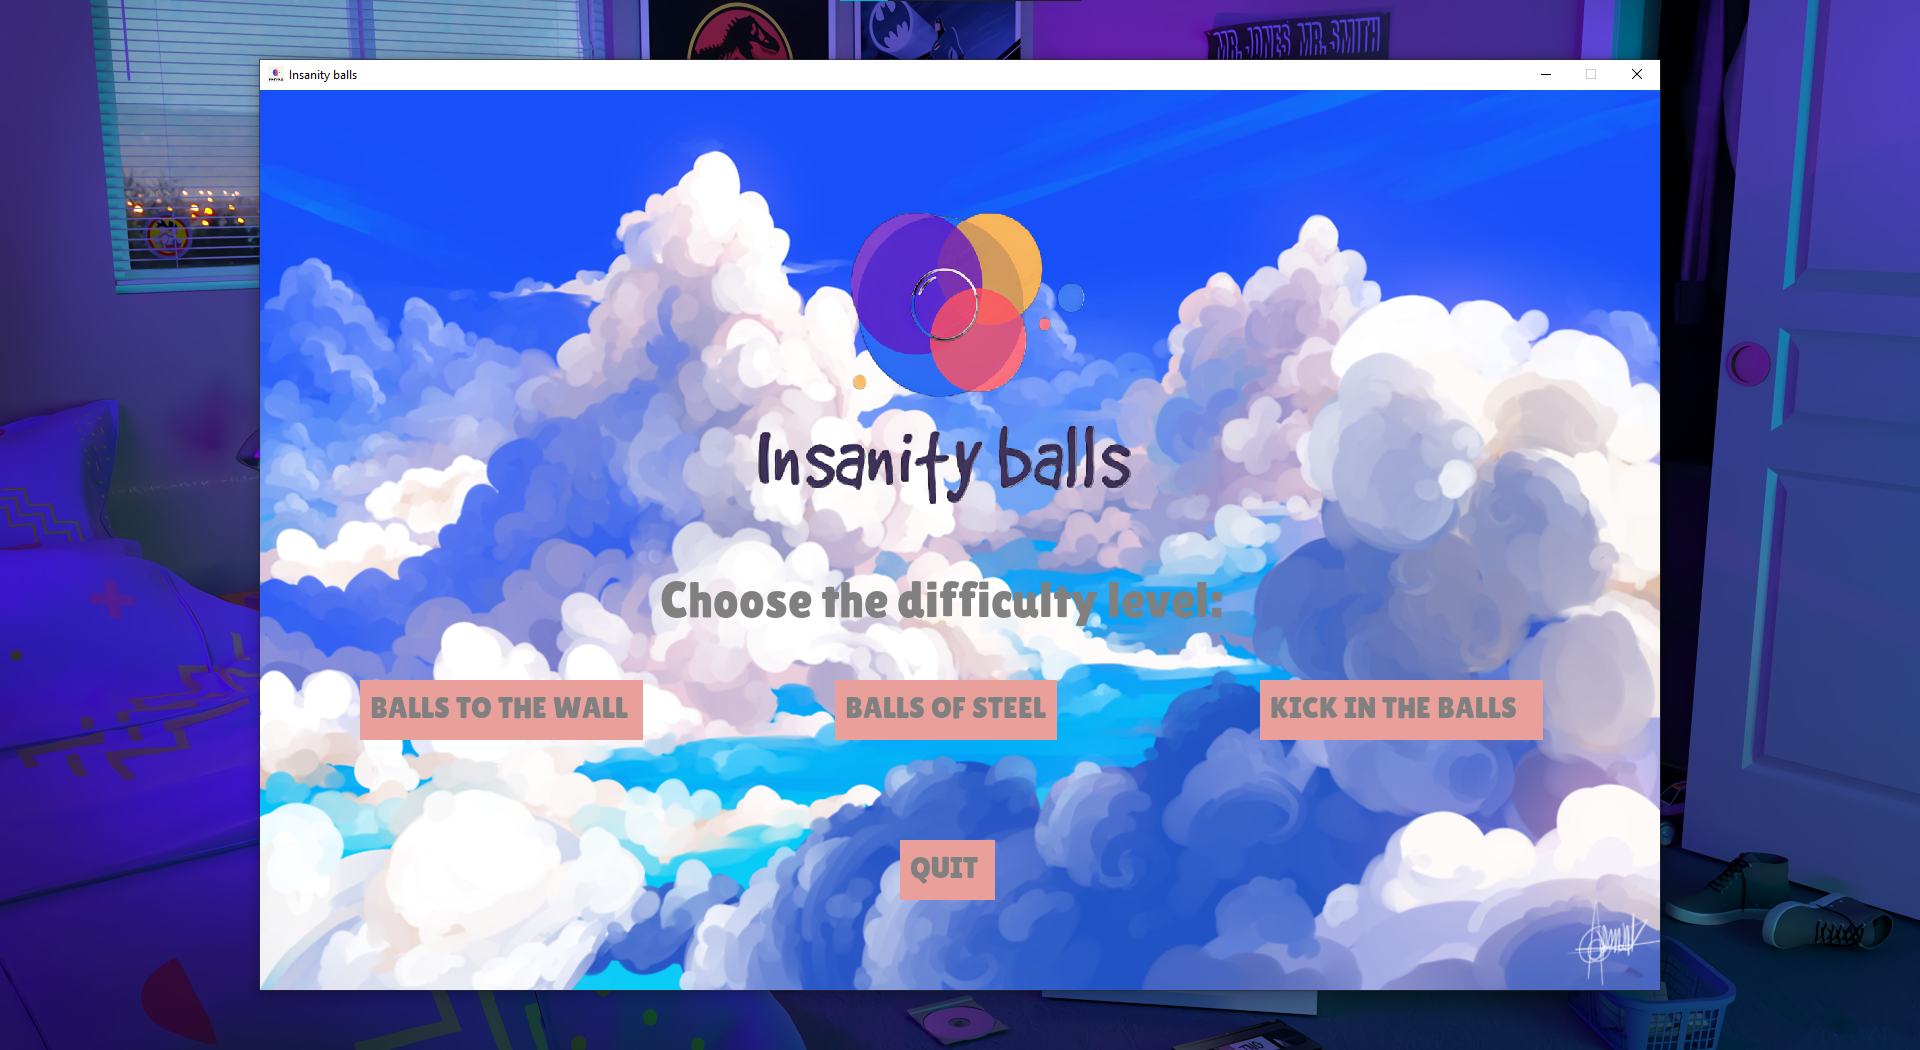 MR. JONES MR. SMITH
Insanity balls
Insanity balls
Choose the difficulty level:
BALLS TO THE WALL
BALLS OF STEEL
KICK IN THE BALLS
QUIT